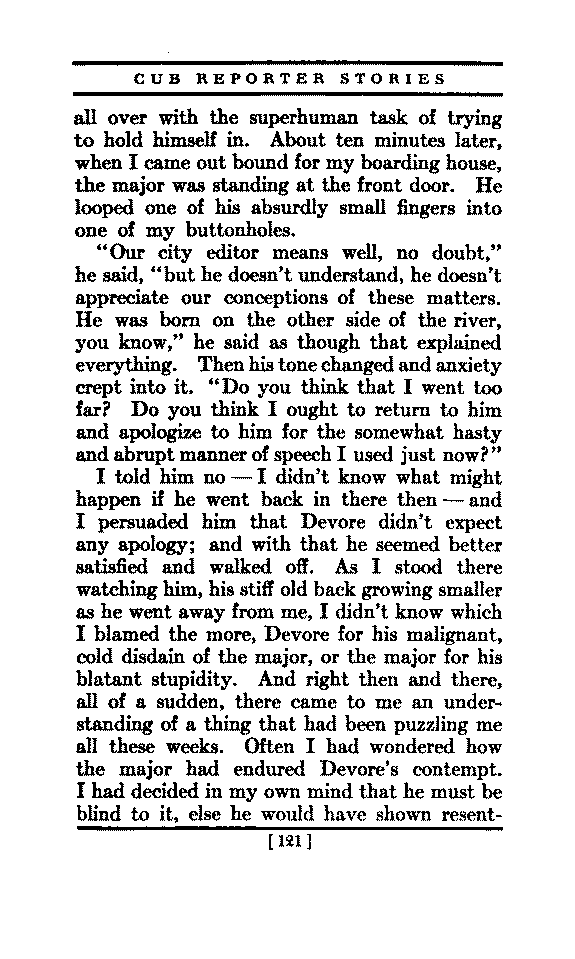 CUB REPORTER STORIES
all over with the superhuman task of trying
to hold himself in. About ten minutes later,
when I came out bound for my boarding house,
the major was standing at the front door. He
looped one of his absurdly small fingers into
one of my buttonholes.
"Our city editor means well, no doubt,"
he said, "but he doesn't understand, he doesn't
appreciate our conceptions of these matters.
He was born on the other side of the river,
you know," he said as though that explained
everything. Then his tone changed and anxiety
crept into it. "Do you think that I went too
far? Do you think I ought to return to him
and apologize to him for the somewhat hasty
and abrupt manner of speech I used just now?"
I told him no — I didn't know what might
happen if he went back in there then — and
I persuaded him that Devore didn't expect
any apology; and with that he seemed better
satisfied and walked off. As I stood there
watching him, his stiff old back growing smaller
as he went away from me, I didn't know which
I blamed the more, Devore for his malignant,
cold disdain of the major, or the major for his
blatant stupidity. And right then and there,
all of a sudden, there came to me an under-
standing of a thing that had been puzzling me
all these weeks. Often I had wondered how
the major had endured Devore's contempt.
I had decided in my own mind that he must be
blind to it, else he would have shown resent-
[121]